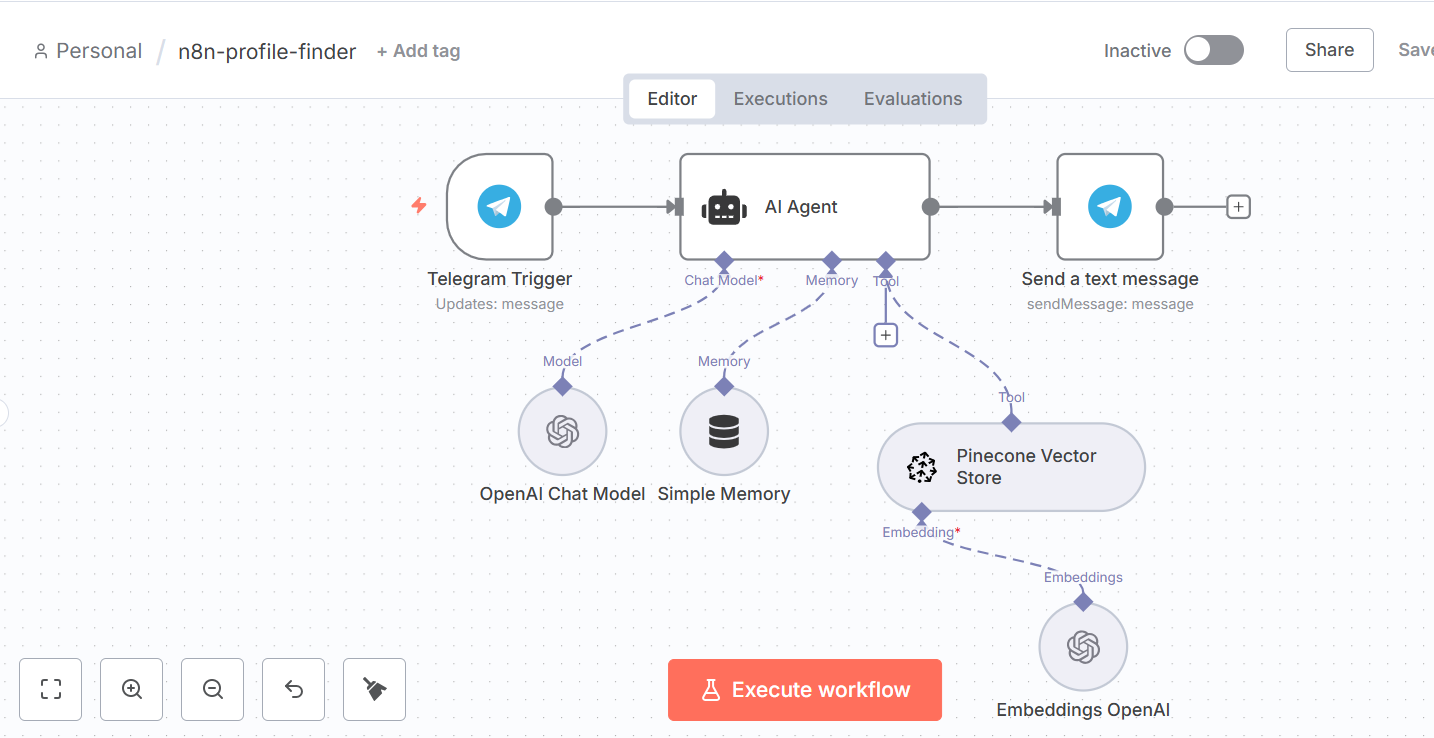 Personal / n8n-profile-finder + Add tag
Inactive
Share
Save
Editor Executions Evaluations
AI Agent
Telegram Trigger
Updates: message
Chat Model*
Memory
Tool
Send a text message
sendMessage: message
Model
Memory
Tool
OpenAI Chat Model
Simple Memory
Pinecone Vector
Store
Embedding*
Embeddings
Embeddings OpenAI
Execute workflow